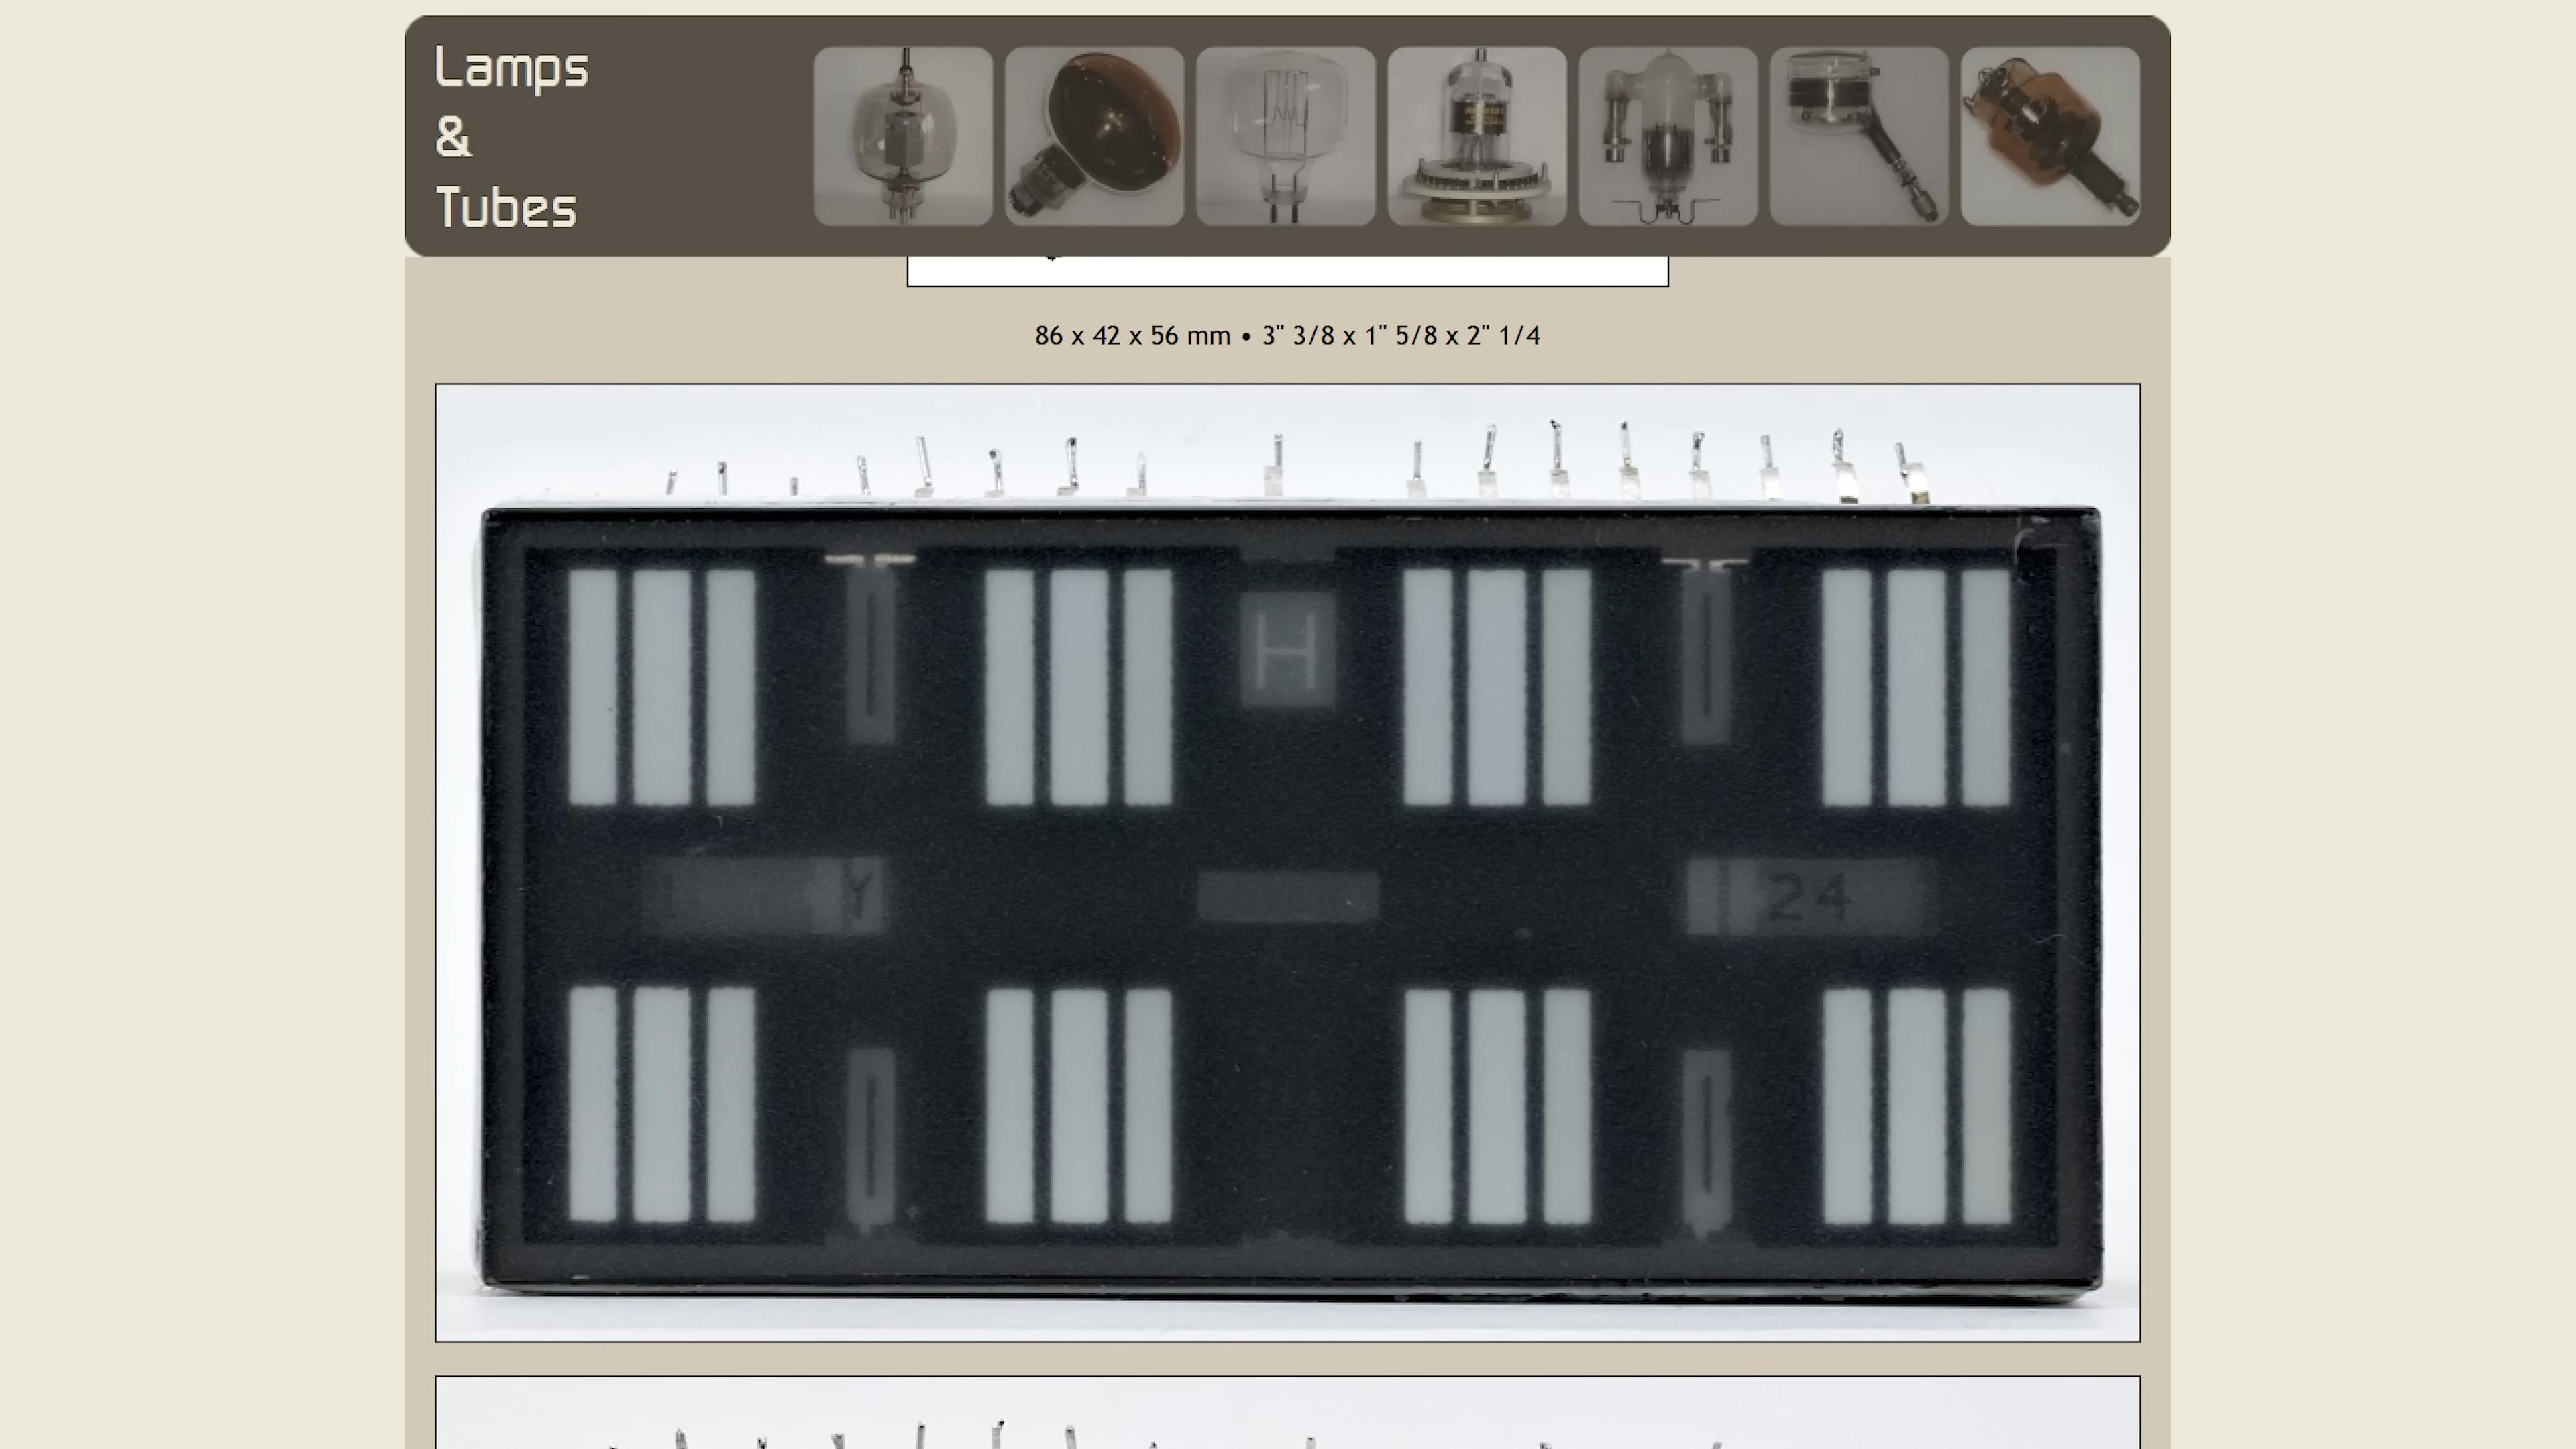 Lamps
&
Tubes
86 x 42 x 56 mm • 3" 3/8 x 1" 5/8 x 2" 1/4
H
Y
24